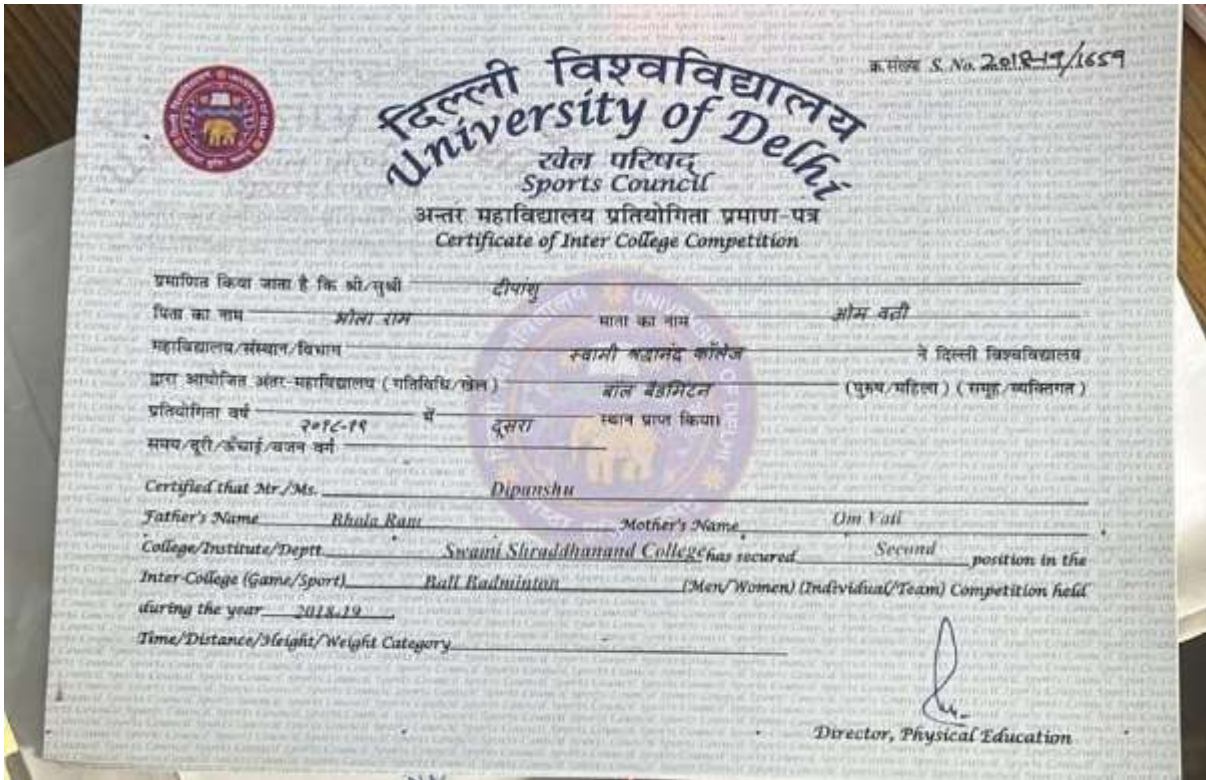 क्र.संख्या S. No. 2018-19/1659
दिल्ली विश्वविद्यालय
University of Delhi
खेल परिषद्
Sports Council
अन्तर महाविद्यालय प्रतियोगिता प्रमाण-पत्र
Certificate of Inter College Competition
प्रमाणित किया जाता है कि श्री/सुश्री दीपांशु
पिता का नाम भोला राम माता का नाम ओम वती
महाविद्यालय/संस्थान/विभाग स्वामी श्रद्धानंद कॉलेज ने दिल्ली विश्वविद्यालय
द्वारा आयोजित अंतर-महाविद्यालय (गतिविधि/खेल) बॉल बैडमिंटन (पुरुष/महिला) (समूह/व्यक्तिगत)
प्रतियोगिता वर्ष २०१८-१९ में दूसरा स्थान प्राप्त किया।
समय/दूरी/ऊँचाई/वजन वर्ग
Certified that Mr./Ms. Dipanshu
Father's Name Bhola Ram Mother's Name Om Vati
College/Institute/Deptt. Swami Shraddhanand College has secured Second position in the
Inter-College (Game/Sport) Ball Badminton (Men/Women) (Individual/Team) Competition held
during the year 2018-19
Time/Distance/Height/Weight Category -
Director, Physical Education